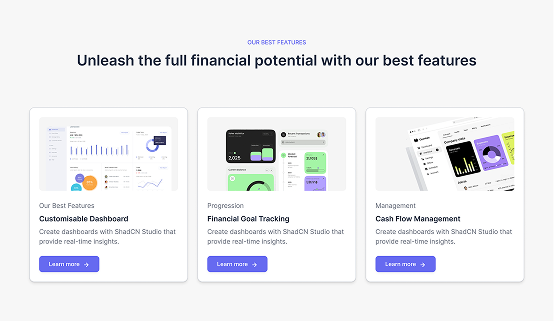 OUR BEST FEATURES
Unleash the full financial potential with our best features
Our Best Features
Customisable Dashboard
Create dashboards with ShadCN Studio that
provide real-time insights.
Learn more →
Progression
Financial Goal Tracking
Create dashboards with ShadCN Studio that
provide real-time insights.
Learn more →
Management
Cash Flow Management
Create dashboards with ShadCN Studio that
provide real-time insights.
Learn more →